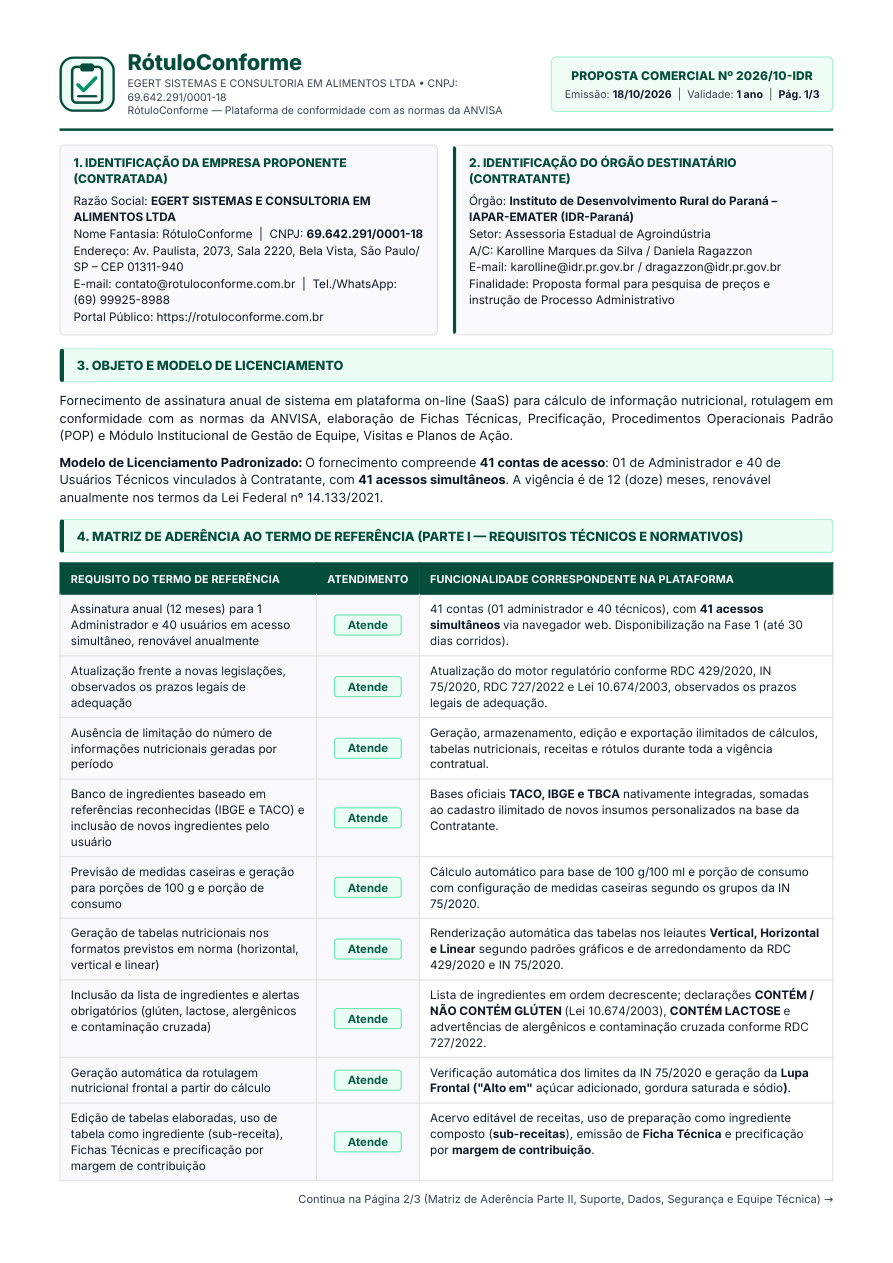 RótuloConforme
EGERT SISTEMAS E CONSULTORIA EM ALIMENTOS LTDA • CNPJ:
69.642.291/0001-18
RótuloConforme — Plataforma de conformidade com as normas da ANVISA
PROPOSTA COMERCIAL Nº 2026/10-IDR
Emissão: 18/10/2026 | Validade: 1 ano | Pág. 1/3
1. IDENTIFICAÇÃO DA EMPRESA PROPONENTE
(CONTRATADA)
Razão Social: EGERT SISTEMAS E CONSULTORIA EM
ALIMENTOS LTDA
Nome Fantasia: RótuloConforme | CNPJ: 69.642.291/0001-18
Endereço: Av. Paulista, 2073, Sala 2220, Bela Vista, São Paulo/
SP – CEP 01311-940
E-mail: contato@rotuloconforme.com.br | Tel./WhatsApp:
(69) 99925-8988
Portal Público: https://rotuloconforme.com.br
2. IDENTIFICAÇÃO DO ÓRGÃO DESTINATÁRIO
(CONTRATANTE)
Órgão: Instituto de Desenvolvimento Rural do Paraná –
IAPAR-EMATER (IDR-Paraná)
Setor: Assessoria Estadual de Agroindústria
A/C: Karolline Marques da Silva / Daniela Ragazzon
E-mail: karolline@idr.pr.gov.br / dragazzon@idr.pr.gov.br
Finalidade: Proposta formal para pesquisa de preços e
instrução de Processo Administrativo
3. OBJETO E MODELO DE LICENCIAMENTO
Fornecimento de assinatura anual de sistema em plataforma on-line (SaaS) para cálculo de informação nutricional, rotulagem em
conformidade com as normas da ANVISA, elaboração de Fichas Técnicas, Precificação, Procedimentos Operacionais Padrão
(POP) e Módulo Institucional de Gestão de Equipe, Visitas e Planos de Ação.
Modelo de Licenciamento Padronizado: O fornecimento compreende 41 contas de acesso: 01 de Administrador e 40 de
Usuários Técnicos vinculados à Contratante, com 41 acessos simultâneos. A vigência é de 12 (doze) meses, renovável
anualmente nos termos da Lei Federal nº 14.133/2021.
4. MATRIZ DE ADERÊNCIA AO TERMO DE REFERÊNCIA (PARTE I — REQUISITOS TÉCNICOS E NORMATIVOS)
REQUISITO DO TERMO DE REFERÊNCIA
ATENDIMENTO
FUNCIONALIDADE CORRESPONDENTE NA PLATAFORMA
Assinatura anual (12 meses) para 1
Administrador e 40 usuários em acesso
simultâneo, renovável anualmente
Atende
41 contas (01 administrador e 40 técnicos), com 41 acessos
simultâneos via navegador web. Disponibilização na Fase 1 (até 30
dias corridos).
Atualização frente a novas legislações,
observados os prazos legais de
adequação
Atende
Atualização do motor regulatório conforme RDC 429/2020, IN
75/2020, RDC 727/2022 e Lei 10.674/2003, observados os prazos
legais de adequação.
Ausência de limitação do número de
informações nutricionais geradas por
período
Atende
Geração, armazenamento, edição e exportação ilimitados de cálculos,
tabelas nutricionais, receitas e rótulos durante toda a vigência
contratual.
Banco de ingredientes baseado em
referências reconhecidas (IBGE e TACO) e
inclusão de novos ingredientes pelo
usuário
Atende
Bases oficiais TACO, IBGE e TBCA nativamente integradas, somadas
ao cadastro ilimitado de novos insumos personalizados na base da
Contratante.
Previsão de medidas caseiras e geração
para porções de 100 g e porção de
consumo
Atende
Cálculo automático para base de 100 g/100 ml e porção de consumo
com configuração de medidas caseiras segundo os grupos da IN
75/2020.
Geração de tabelas nutricionais nos
formatos previstos em norma (horizontal,
vertical e linear)
Atende
Renderização automática das tabelas nos leiautes Vertical, Horizontal
e Linear segundo padrões gráficos e de arredondamento da RDC
429/2020 e IN 75/2020.
Inclusão da lista de ingredientes e alertas
obrigatórios (glúten, lactose, alergênicos
e contaminação cruzada)
Atende
Lista de ingredientes em ordem decrescente; declarações CONTÉM /
NÃO CONTÉM GLÚTEN (Lei 10.674/2003), CONTÉM LACTOSE e
advertências de alergênicos e contaminação cruzada conforme RDC
727/2022.
Geração automática da rotulagem
nutricional frontal a partir do cálculo
Atende
Verificação automática dos limites da IN 75/2020 e geração da Lupa
Frontal ("Alto em" açúcar adicionado, gordura saturada e sódio).
Edição de tabelas elaboradas, uso de
tabela como ingrediente (sub-receita),
Fichas Técnicas e precificação por
margem de contribuição
Atende
Acervo editável de receitas, uso de preparação como ingrediente
composto (sub-receitas), emissão de Ficha Técnica e precificação
por margem de contribuição.
Continua na Página 2/3 (Matriz de Aderência Parte II, Suporte, Dados, Segurança e Equipe Técnica) →